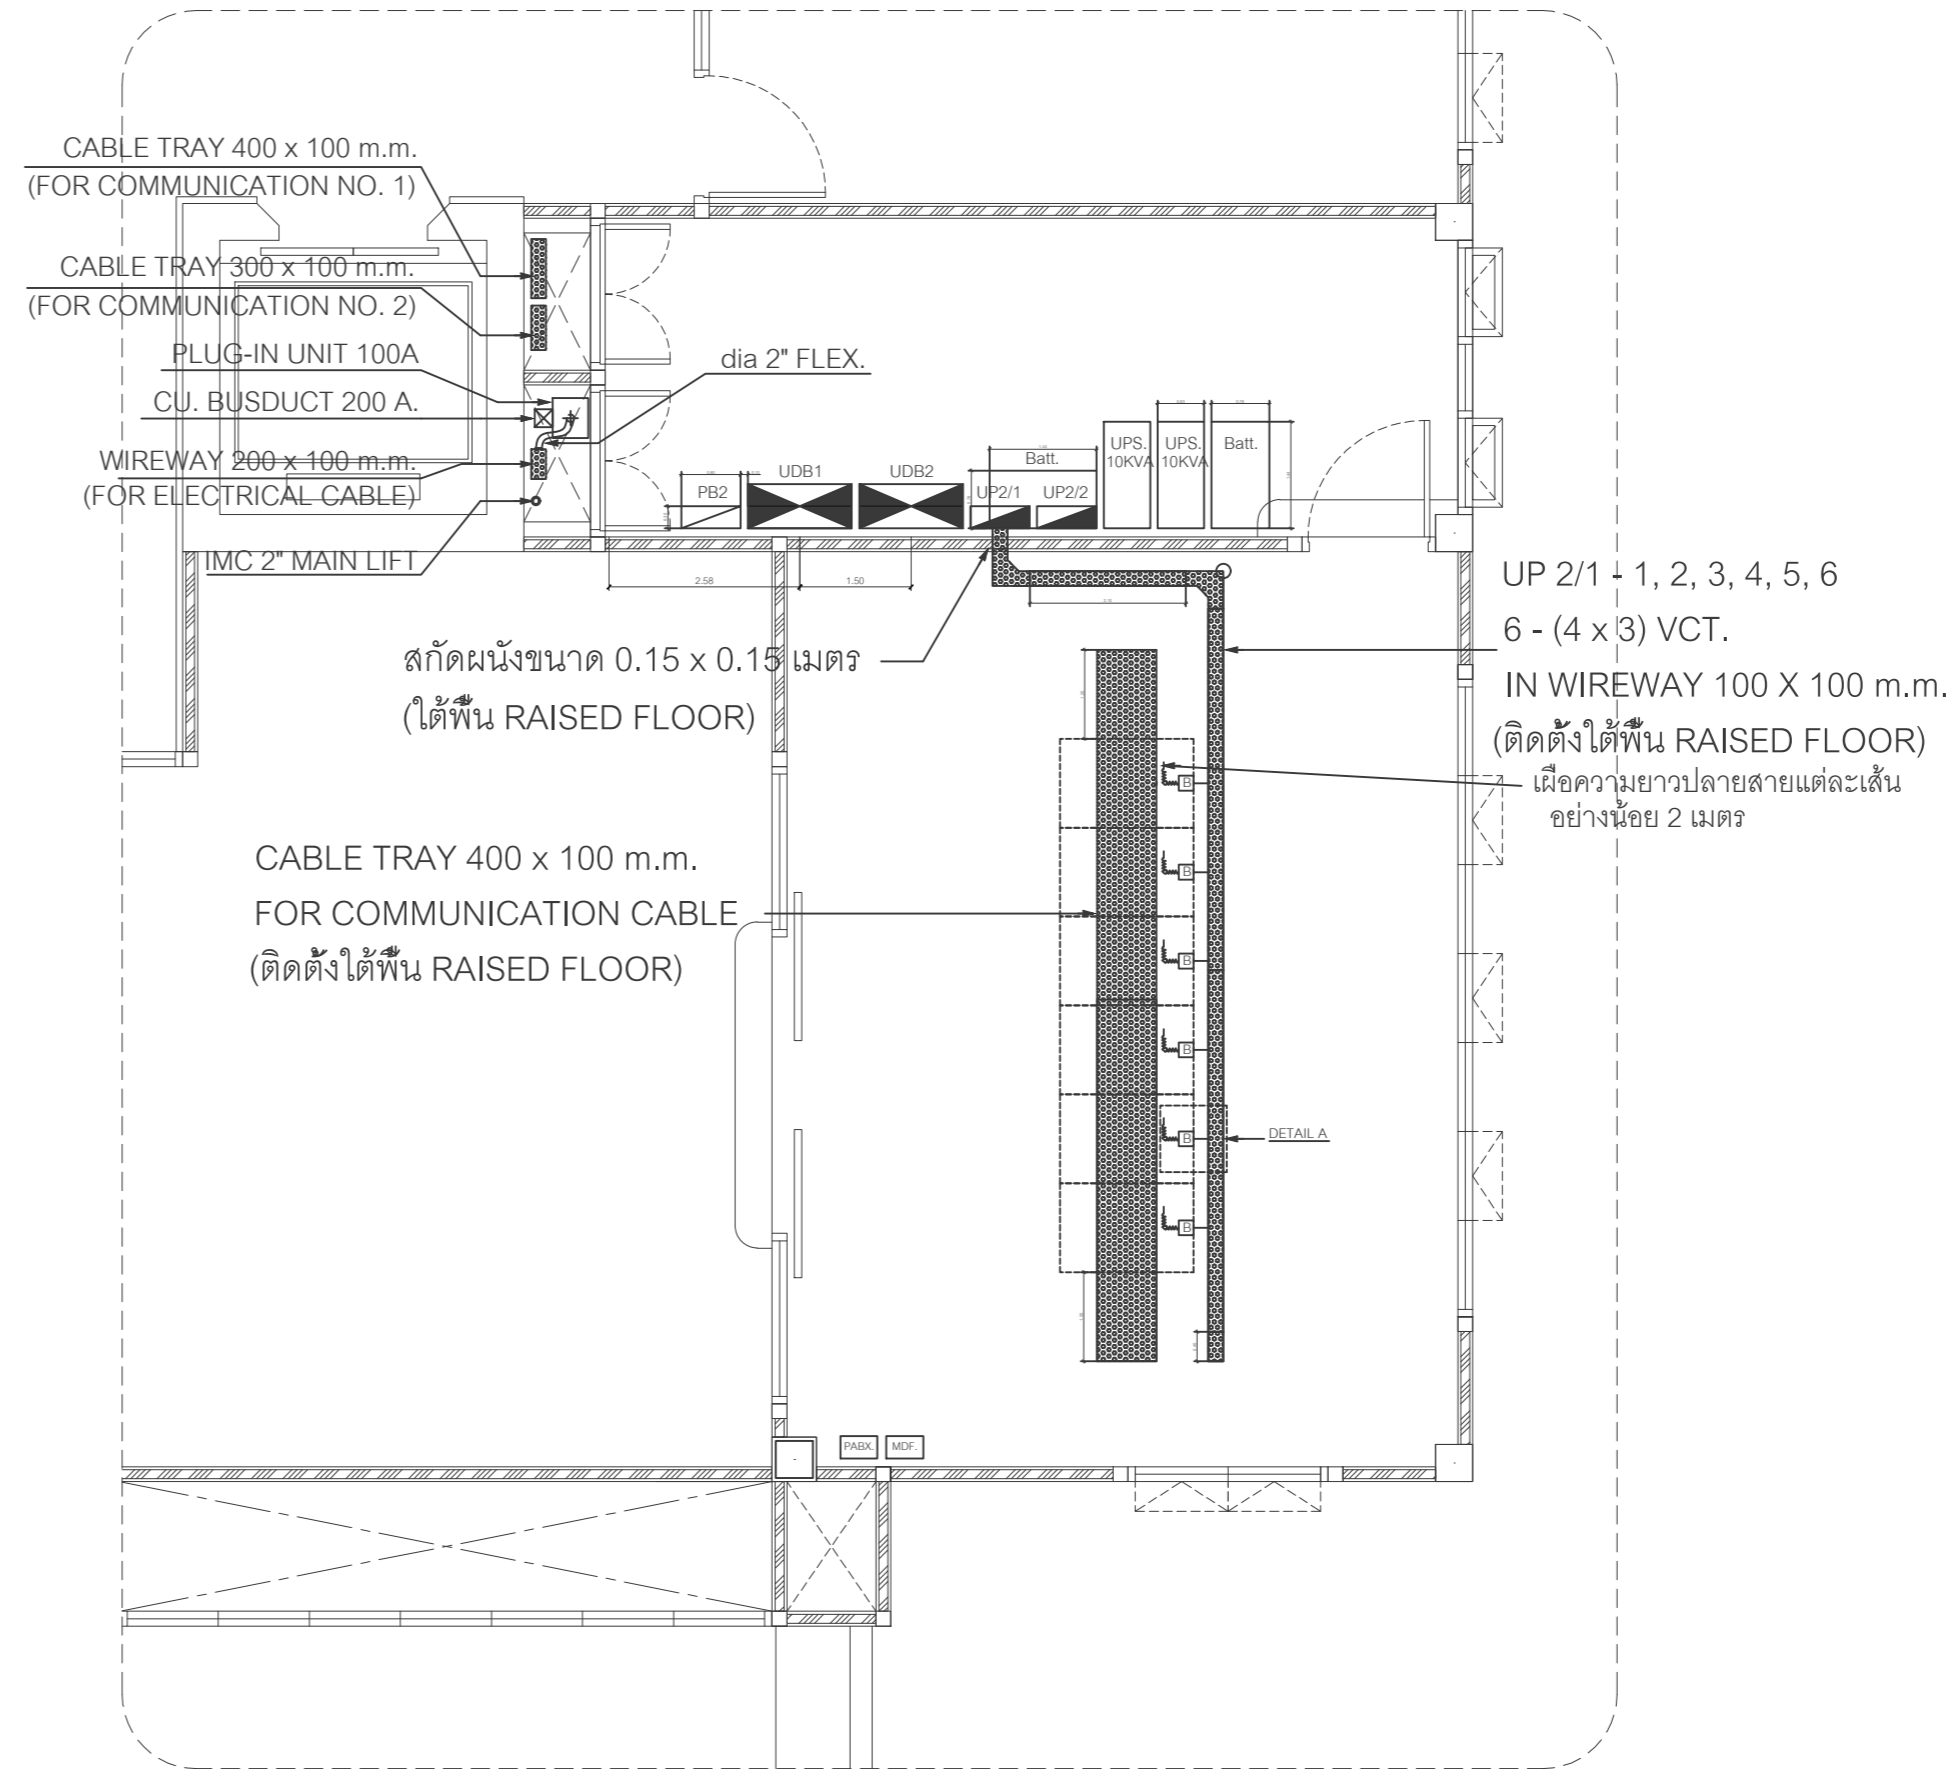 CABLE TRAY 400 x 100 m.m.
(FOR COMMUNICATION NO. 1)
CABLE TRAY 300 x 100 m.m.
(FOR COMMUNICATION NO. 2)
PLUG-IN UNIT 100A
dia 2" FLEX.
CU. BUSDUCT 200 A.
WIREWAY 200 x 100 m.m.
(FOR ELECTRICAL CABLE)
IMC 2" MAIN LIFT
PB2
UDB1
UDB2
Batt.
UP2/1
UP2/2
UPS.
10KVA
UPS.
10KVA
Batt.
2.58
1.50
สกัดผนังขนาด 0.15 x 0.15 เมตร
(ใต้พื้น RAISED FLOOR)
UP 2/1 - 1, 2, 3, 4, 5, 6
6 - (4 x 3) VCT.
IN WIREWAY 100 X 100 m.m.
(ติดตั้งใต้พื้น RAISED FLOOR)
เผื่อความยาวปลายสายแต่ละเส้น
อย่างน้อย 2 เมตร
CABLE TRAY 400 x 100 m.m.
FOR COMMUNICATION CABLE
(ติดตั้งใต้พื้น RAISED FLOOR)
B
B
B
B
B
B
DETAIL A
PABX.
MDF.